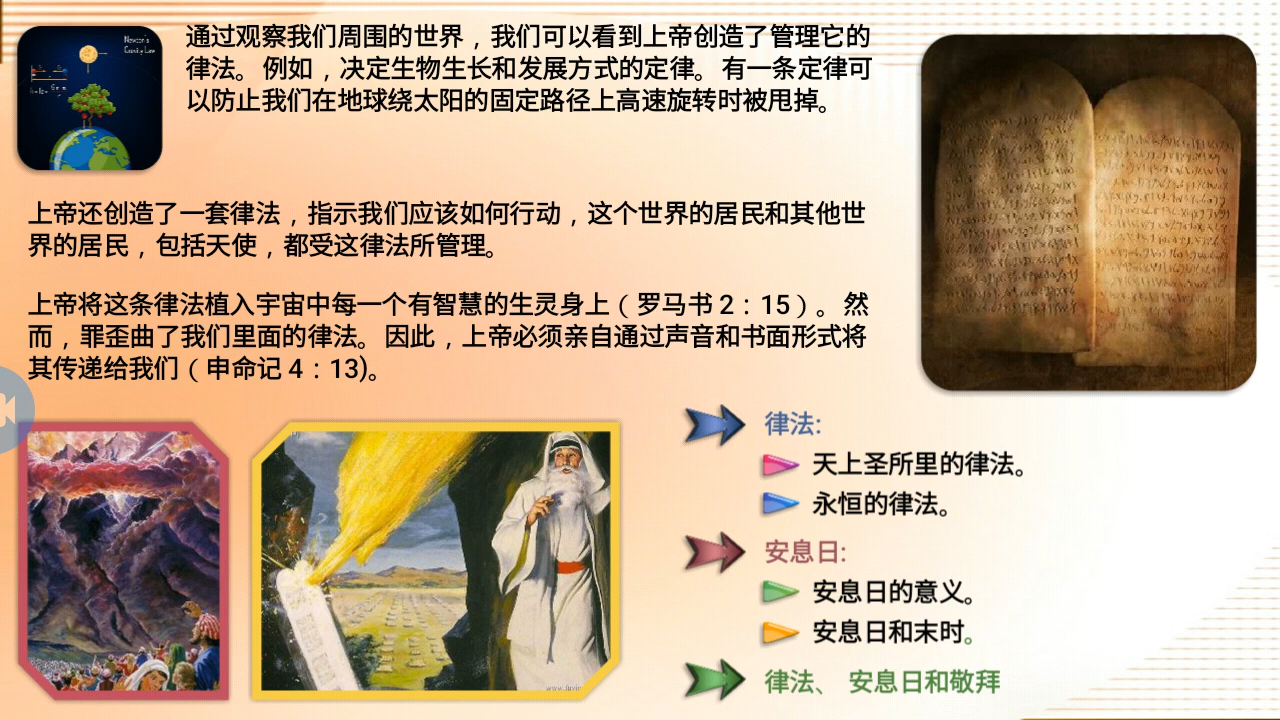 Newton's
Gravity Law
通过观察我们周围的世界，我们可以看到上帝创造了管理它的
律法。例如，决定生物生长和发展方式的定律。有一条定律可
以防止我们在地球绕太阳的固定路径上高速旋转时被甩掉。
上帝还创造了一套律法，指示我们应该如何行动，这个世界的居民和其他世
界的居民，包括天使，都受这律法所管理。
上帝将这条律法植入宇宙中每一个有智慧的生灵身上（罗马书 2：15）。然
而，罪歪曲了我们里面的律法。因此，上帝必须亲自通过声音和书面形式将
其传递给我们（申命记 4：13)。
律法:
天上圣所里的律法。
永恒的律法。
安息日:
安息日的意义。
安息日和末时。
律法、 安息日和敬拜